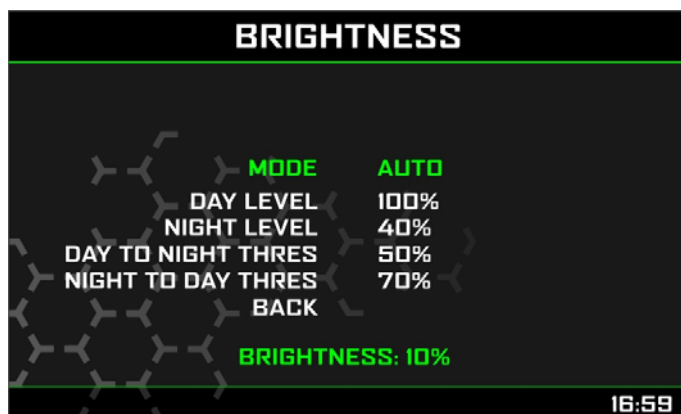 BRIGHTNESS
MODE AUTO
DAY LEVEL 100%
NIGHT LEVEL 40%
DAY TO NIGHT THRES 50%
NIGHT TO DAY THRES 70%
BACK
BRIGHTNESS: 10%
16:59